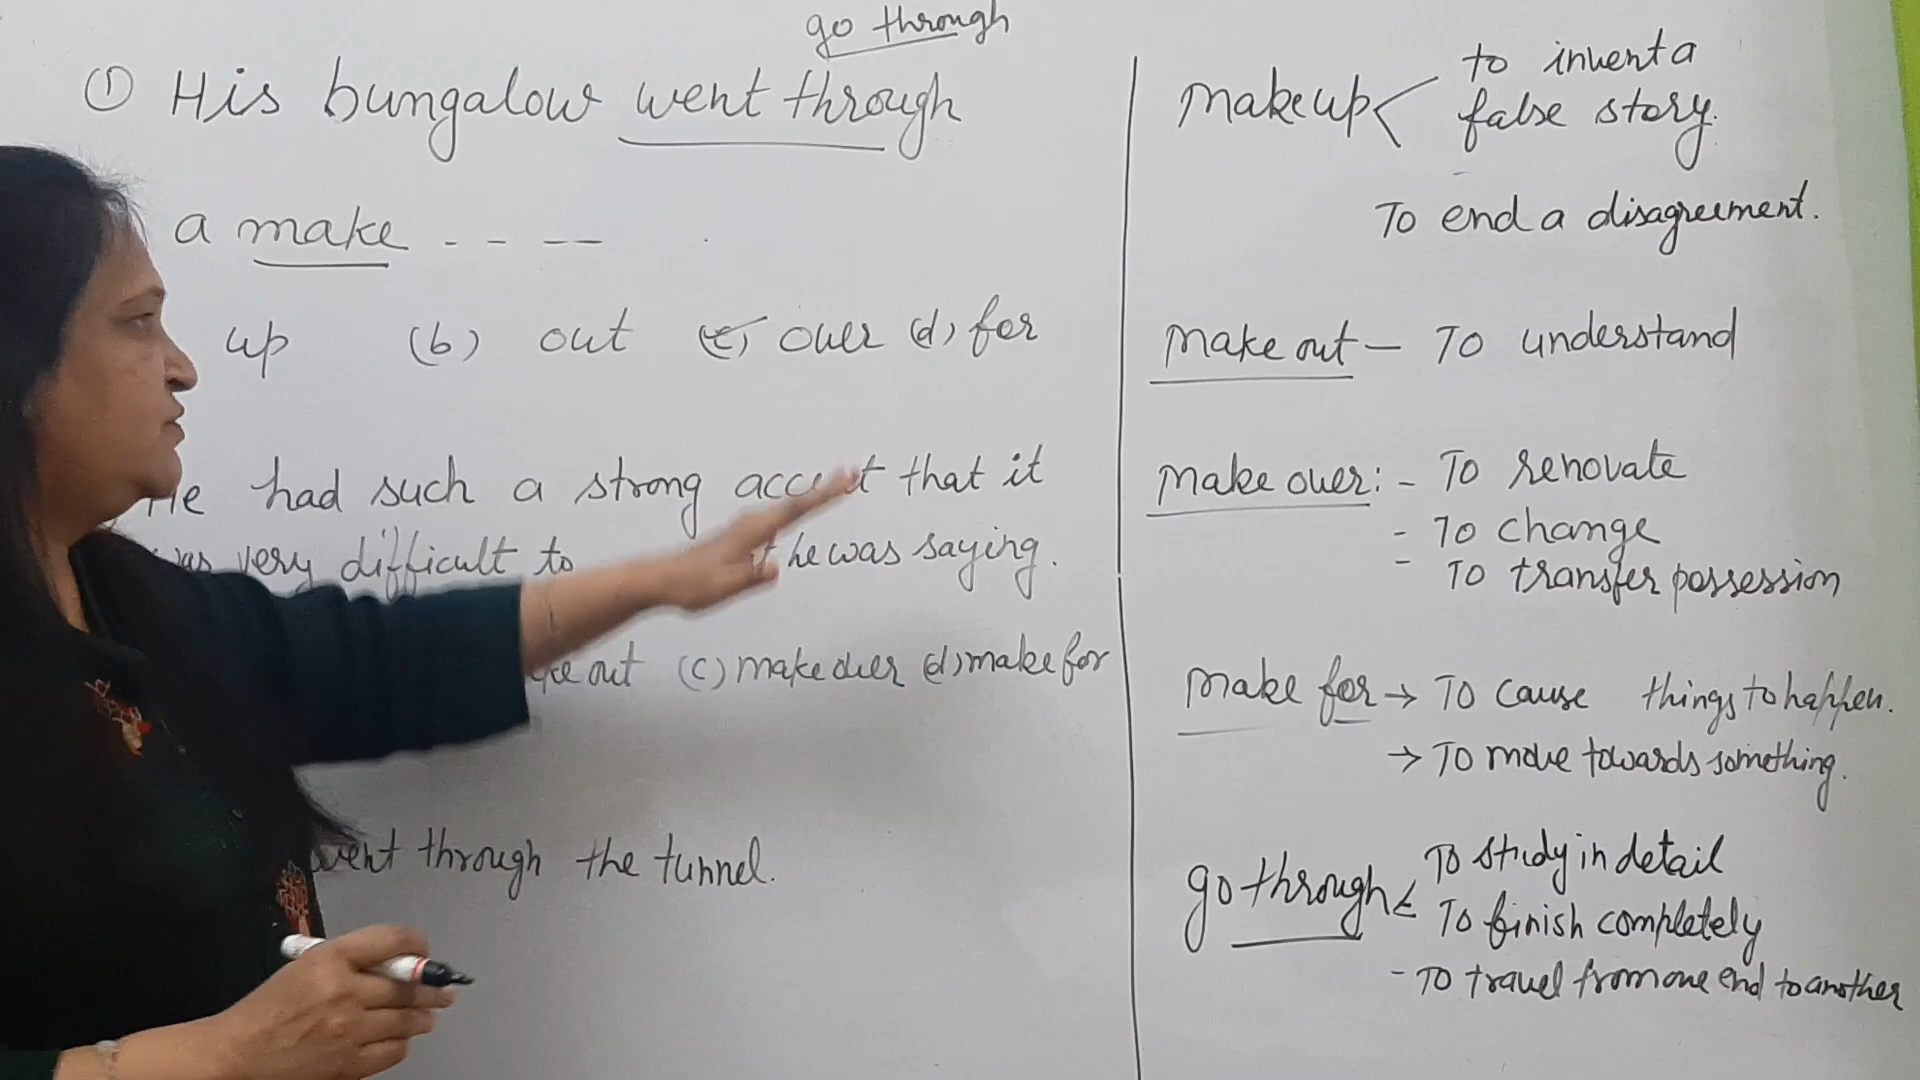 go through
① His bungalow went through
a make - - - -
up (b) out (c) over (d) for
He had such a strong accent that it
was very difficult to he was saying.
out (c) make over (d) make for
went through the tunnel.
make up < to invent a
false story.
To end a disagreement.
make out - To understand
make over : - To renovate
- To change
- To transfer possession
make for → To cause things to happen.
→ To move towards something.
go through < To study in detail
To finish completely
- To travel from one end to another